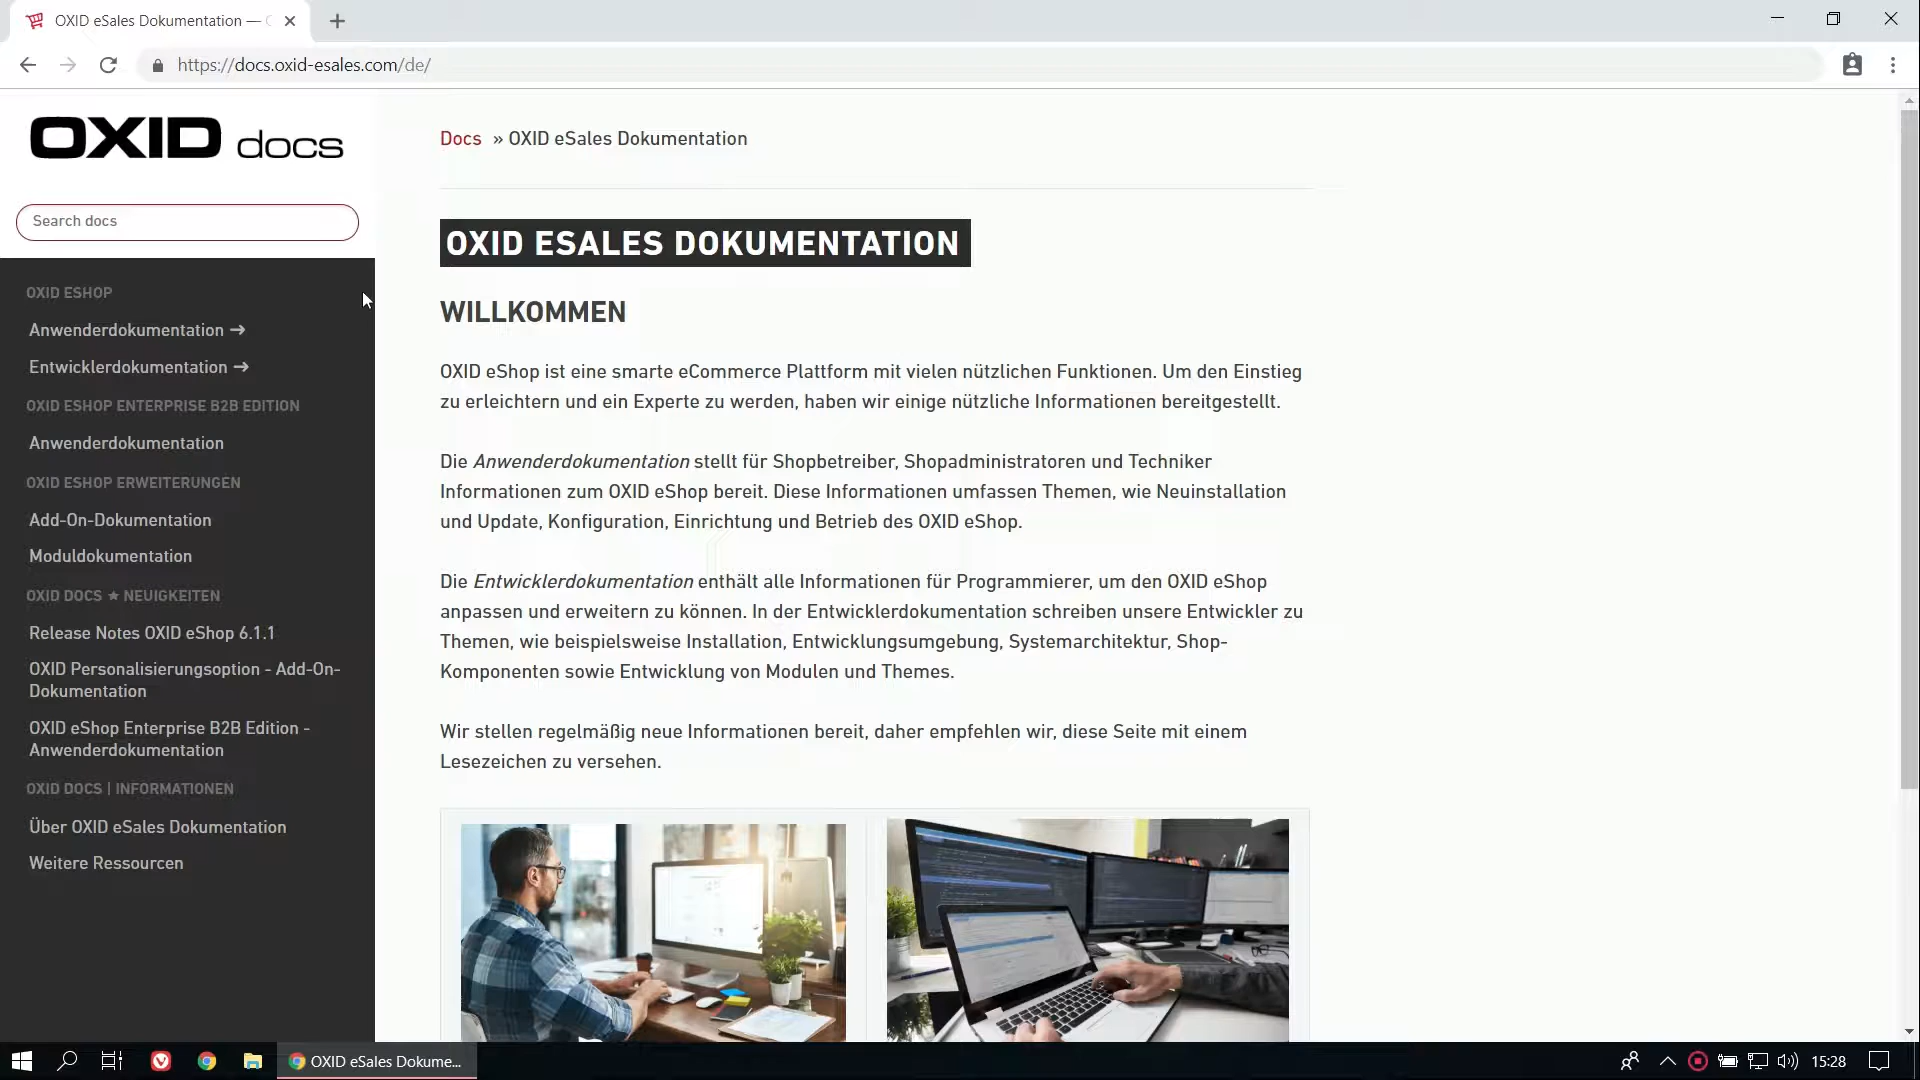 OXID eSales Dokumentation —
https://docs.oxid-esales.com/de/
OXID docs
Search docs
OXID ESHOP
Anwenderdokumentation →
Entwicklerdokumentation →
OXID ESHOP ENTERPRISE B2B EDITION
Anwenderdokumentation
OXID ESHOP ERWEITERUNGEN
Add-On-Dokumentation
Moduldokumentation
OXID DOCS ★ NEUIGKEITEN
Release Notes OXID eShop 6.1.1
OXID Personalisierungsoption - Add-On-
Dokumentation
OXID eShop Enterprise B2B Edition -
Anwenderdokumentation
OXID DOCS | INFORMATIONEN
Über OXID eSales Dokumentation
Weitere Ressourcen
Docs » OXID eSales Dokumentation
OXID ESALES DOKUMENTATION
WILLKOMMEN
OXID eShop ist eine smarte eCommerce Plattform mit vielen nützlichen Funktionen. Um den Einstieg
zu erleichtern und ein Experte zu werden, haben wir einige nützliche Informationen bereitgestellt.
Die Anwenderdokumentation stellt für Shopbetreiber, Shopadministratoren und Techniker
Informationen zum OXID eShop bereit. Diese Informationen umfassen Themen, wie Neuinstallation
und Update, Konfiguration, Einrichtung und Betrieb des OXID eShop.
Die Entwicklerdokumentation enthält alle Informationen für Programmierer, um den OXID eShop
anpassen und erweitern zu können. In der Entwicklerdokumentation schreiben unsere Entwickler zu
Themen, wie beispielsweise Installation, Entwicklungsumgebung, Systemarchitektur, Shop-
Komponenten sowie Entwicklung von Modulen und Themes.
Wir stellen regelmäßig neue Informationen bereit, daher empfehlen wir, diese Seite mit einem
Lesezeichen zu versehen.
OXID eSales Dokume...
15:28